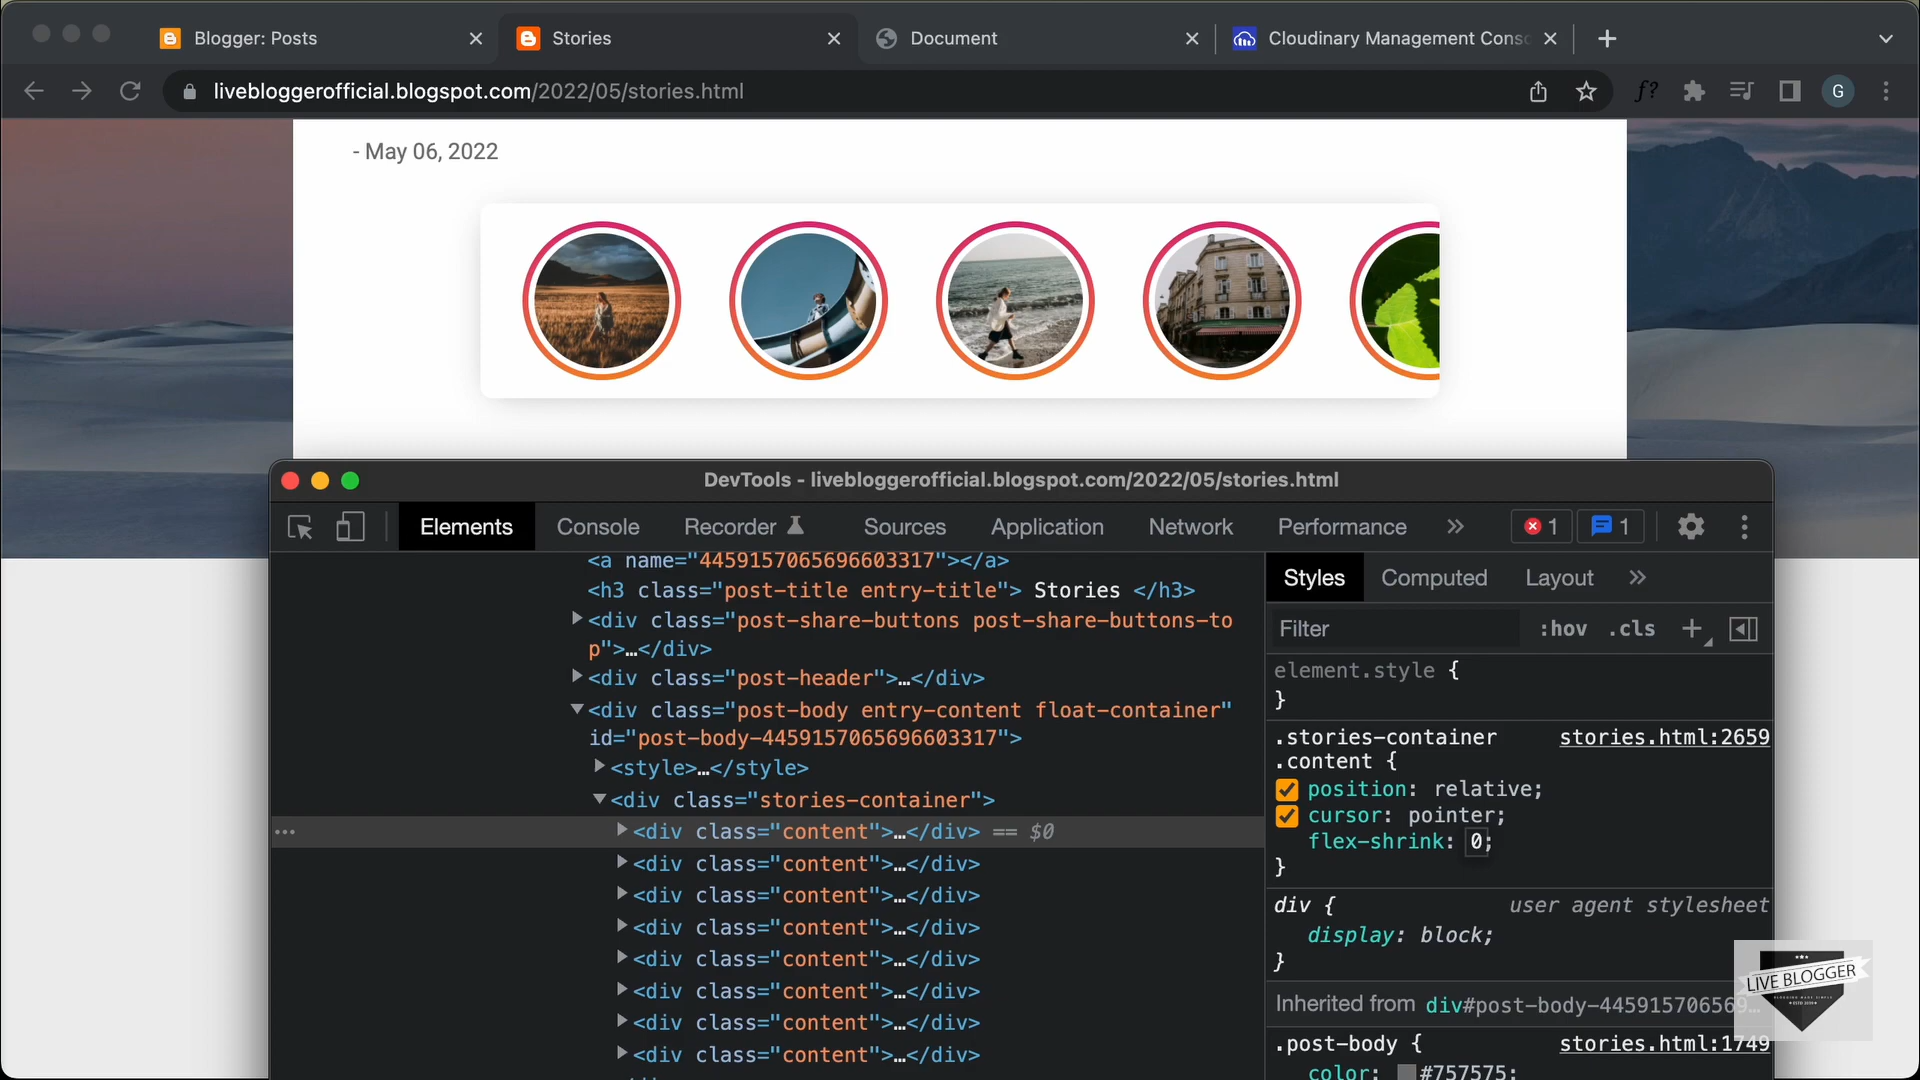 Blogger: Posts
Stories
Document
Cloudinary Management Conso
livebloggerofficial.blogspot.com/2022/05/stories.html
f?
G
- May 06, 2022
DevTools - livebloggerofficial.blogspot.com/2022/05/stories.html
Elements Console Recorder Sources Application Network Performance » 1 1
<a name="4459157065696603317"></a>
<h3 class="post-title entry-title"> Stories </h3>
<div class="post-share-buttons post-share-buttons-to
p">…</div>
<div class="post-header">…</div>
<div class="post-body entry-content float-container"
id="post-body-4459157065696603317">
<style>…</style>
<div class="stories-container">
… <div class="content">…</div> == $0
<div class="content">…</div>
<div class="content">…</div>
<div class="content">…</div>
<div class="content">…</div>
<div class="content">…</div>
<div class="content">…</div>
<div class="content">…</div>
Styles Computed Layout »
Filter :hov .cls +
element.style {
}
.stories-container stories.html:2659
.content {
position: relative;
cursor: pointer;
flex-shrink: 0;
}
div { user agent stylesheet
display: block;
}
Inherited from div#post-body-445915706569…
.post-body { stories.html:1749
color: #757575;
LIVE BLOGGER